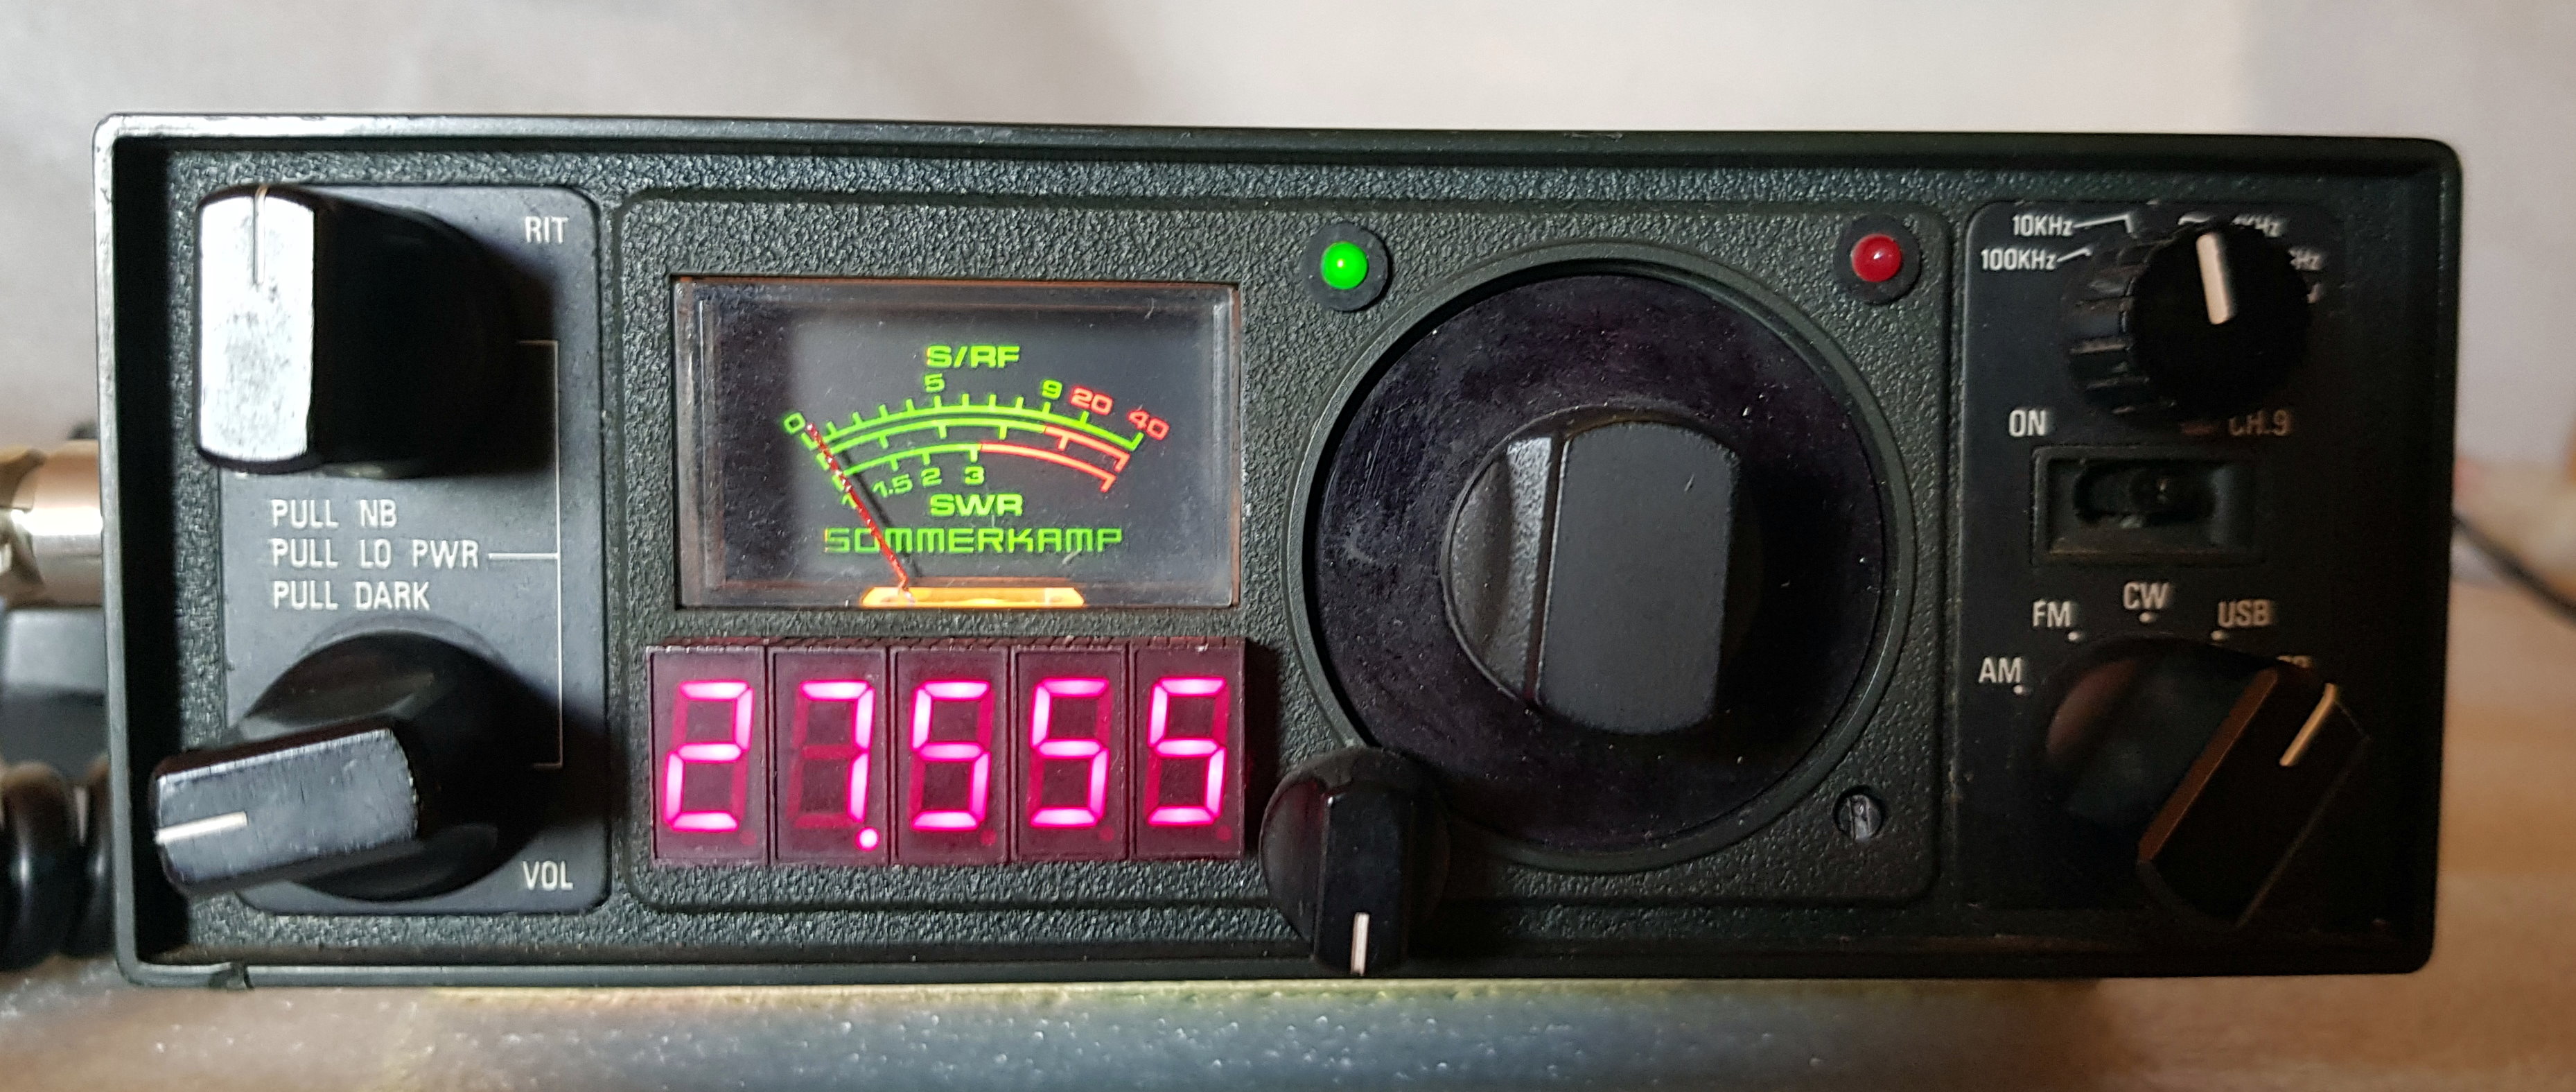 RIT
PULL NB
PULL LO PWR
PULL DARK
VOL
S/RF
0 5 9 20 40
1 1.5 2 3
SWR
SOMMERKAMP
27.555
10KHz
100KHz
ON
CH.9
CW
FM USB
AM